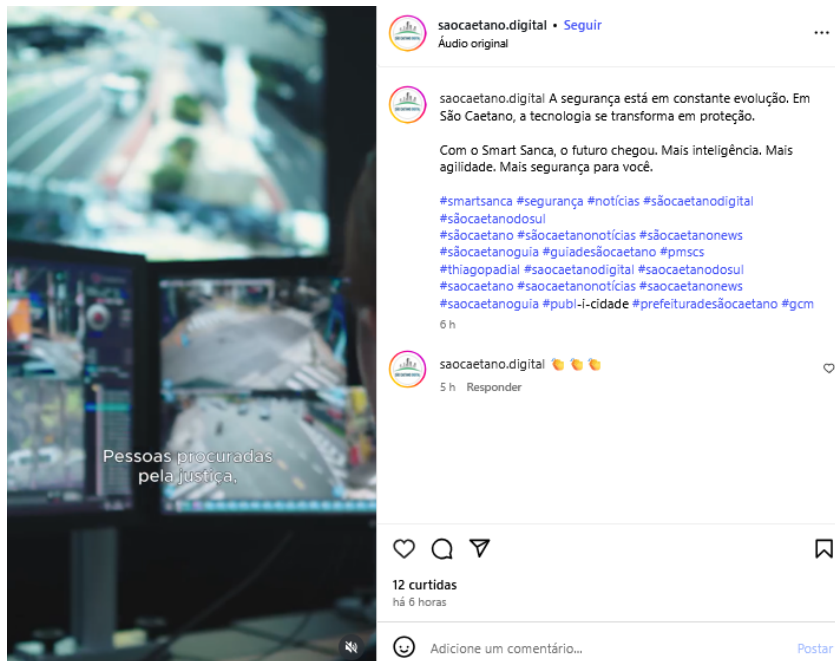 saocaetano.digital • Seguir
Áudio original
saocaetano.digital A segurança está em constante evolução. Em
São Caetano, a tecnologia se transforma em proteção.
Com o Smart Sanca, o futuro chegou. Mais inteligência. Mais
agilidade. Mais segurança para você.
#smartsanca #segurança #notícias #sãocaetanodigital
#sãocaetanodosul
#sãocaetano #sãocaetanonotícias #sãocaetanonews
#sãocaetanoguia #guiadesãocaetano #pmscs
#thiagopadial #saocaetanodigital #saocaetanodosul
#saocaetano #saocaetanonotícias #saocaetanonews
#saocaetanoguia #publ-i-cidade #prefeituradesãocaetano #gcm
6 h
saocaetano.digital 👏 👏 👏
5 h Responder
Pessoas procuradas
pela justiça,
12 curtidas
há 6 horas
Adicione um comentário...
Postar